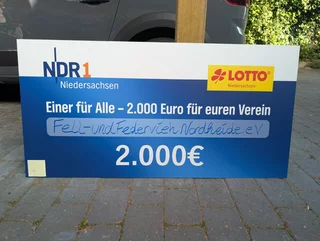 NDR1
Niedersachsen
LOTTO
Niedersachsen
Einer für Alle – 2.000 Euro für euren Verein
Fell-und Federvieh Nordheide e.V
2.000€